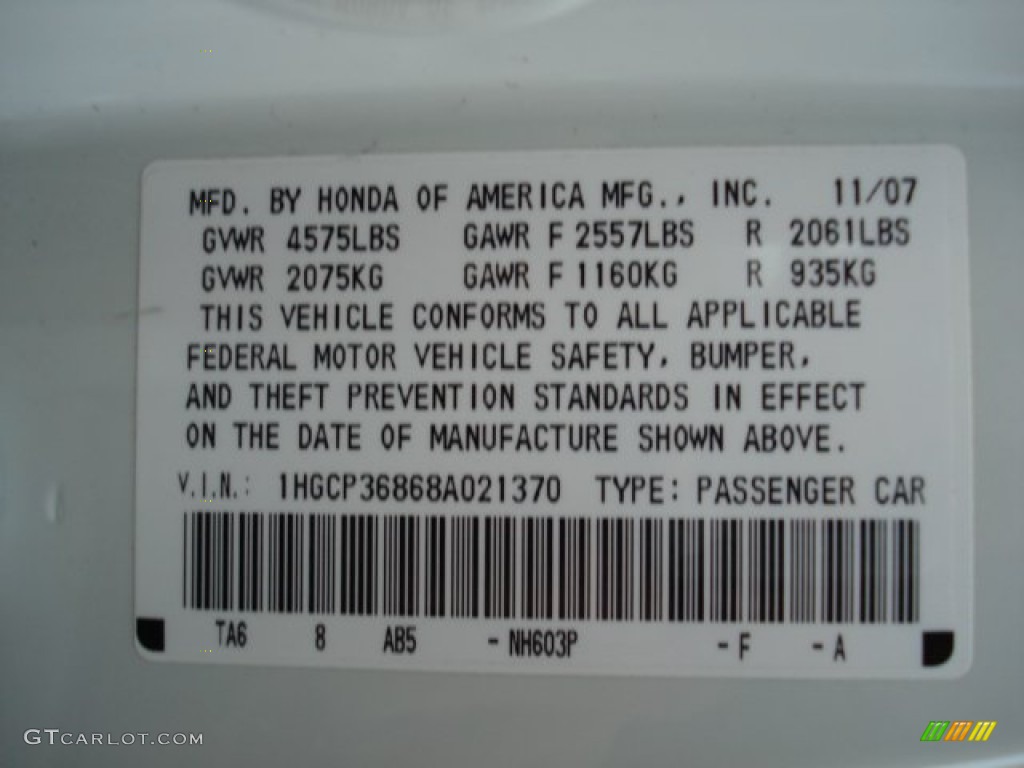 MFD. BY HONDA OF AMERICA MFG., INC. 11/07
GVWR 4575LBS GAWR F 2557LBS R 2061LBS
GVWR 2075KG GAWR F 1160KG R 935KG
THIS VEHICLE CONFORMS TO ALL APPLICABLE
FEDERAL MOTOR VEHICLE SAFETY, BUMPER,
AND THEFT PREVENTION STANDARDS IN EFFECT
ON THE DATE OF MANUFACTURE SHOWN ABOVE.
V.I.N.: 1HGCP36868A021370 TYPE: PASSENGER CAR
TA6 8 AB5 - NH603P - F - A
GTCARLOT.COM